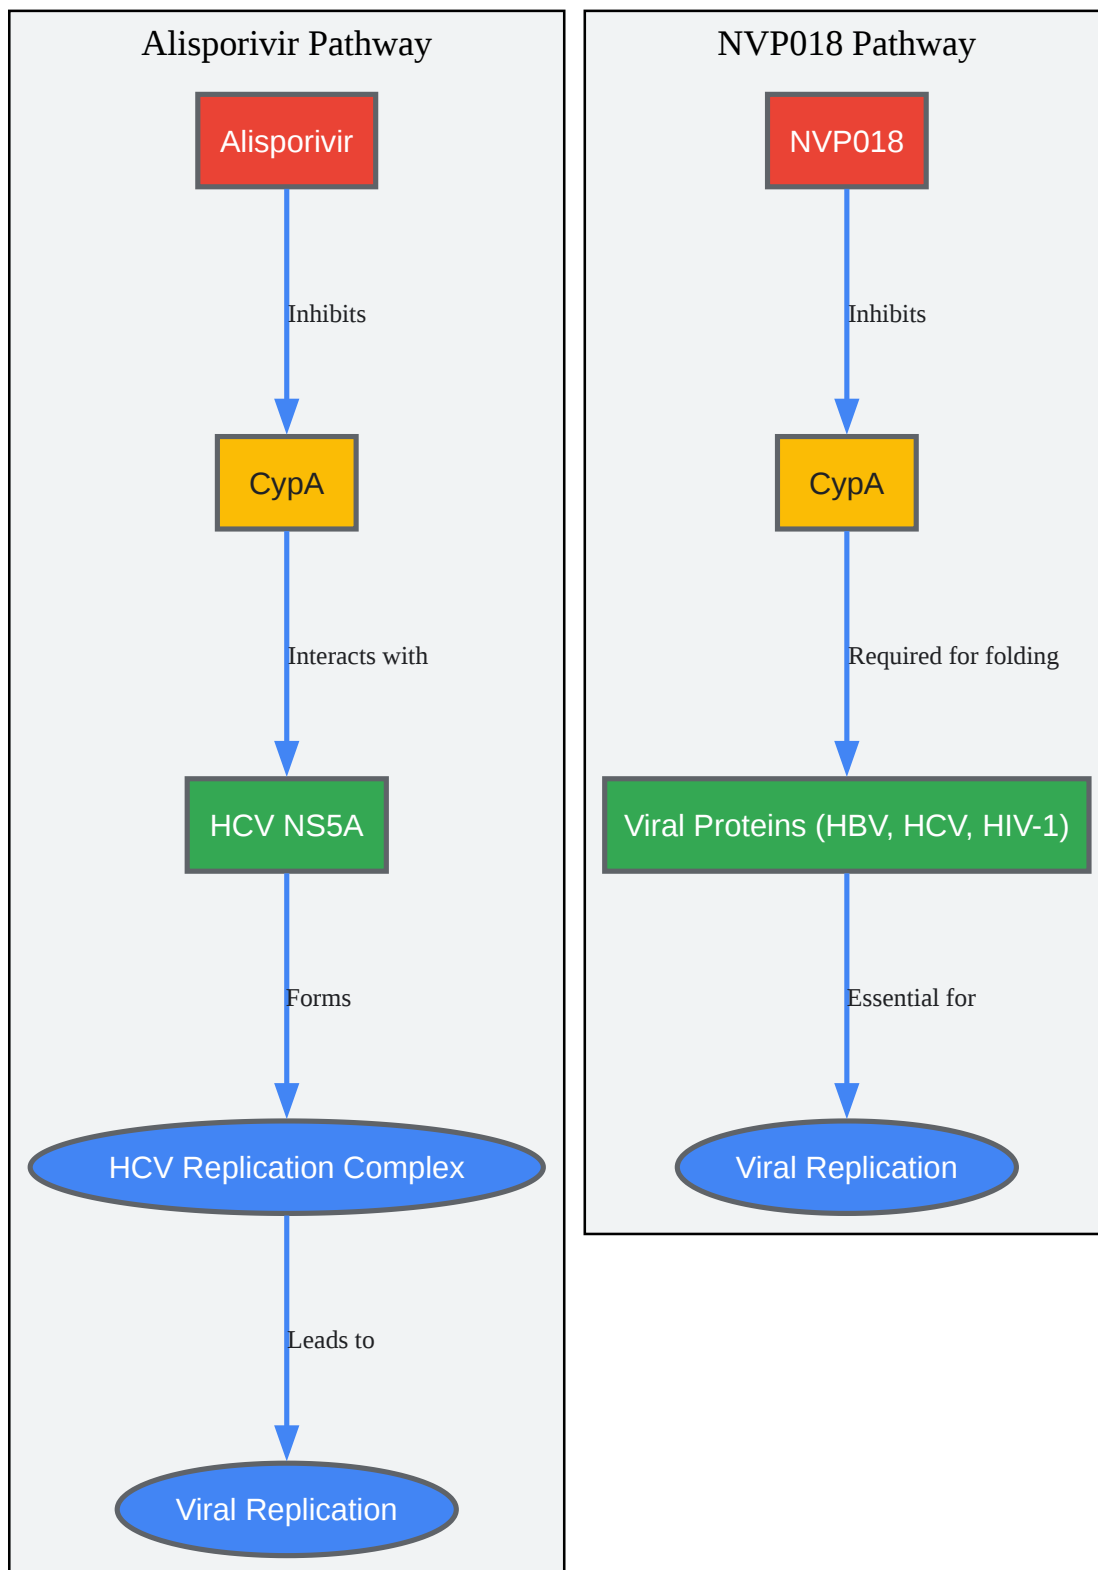 Alisporivir Pathway
Alisporivir
Inhibits
CypA
Interacts with
HCV NS5A
Forms
HCV Replication Complex
Leads to
Viral Replication
NVP018 Pathway
NVP018
Inhibits
CypA
Required for folding
Viral Proteins (HBV, HCV, HIV-1)
Essential for
Viral Replication